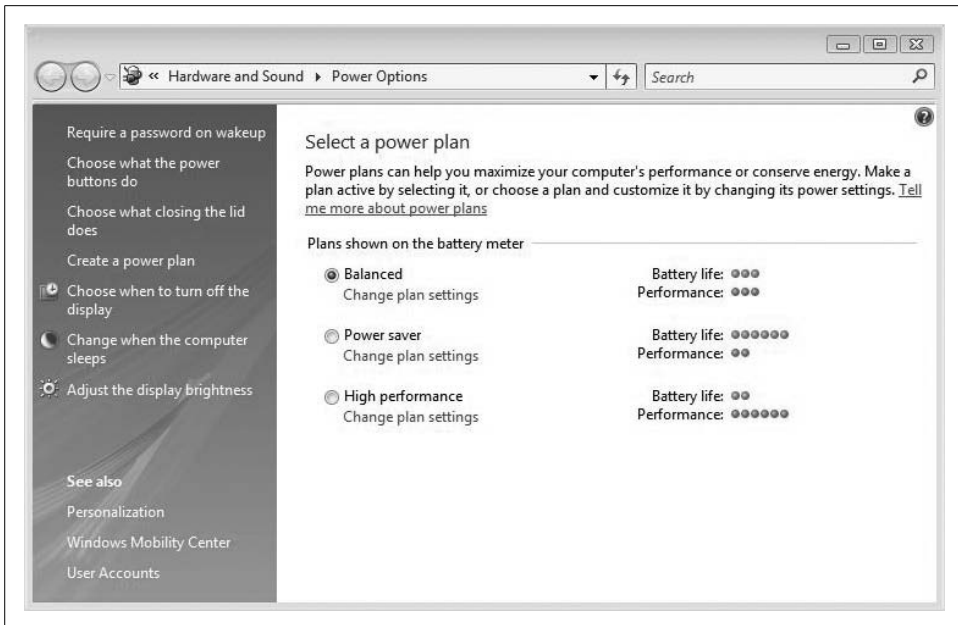 « Hardware and Sound ▸ Power Options
Search
Require a password on wakeup
Choose what the power
buttons do
Choose what closing the lid
does
Create a power plan
Choose when to turn off the
display
Change when the computer
sleeps
Adjust the display brightness
See also
Personalization
Windows Mobility Center
User Accounts
Select a power plan
Power plans can help you maximize your computer's performance or conserve energy. Make a
plan active by selecting it, or choose a plan and customize it by changing its power settings. Tell
me more about power plans
Plans shown on the battery meter
Balanced Battery life:
Change plan settings Performance:
Power saver Battery life:
Change plan settings Performance:
High performance Battery life:
Change plan settings Performance: